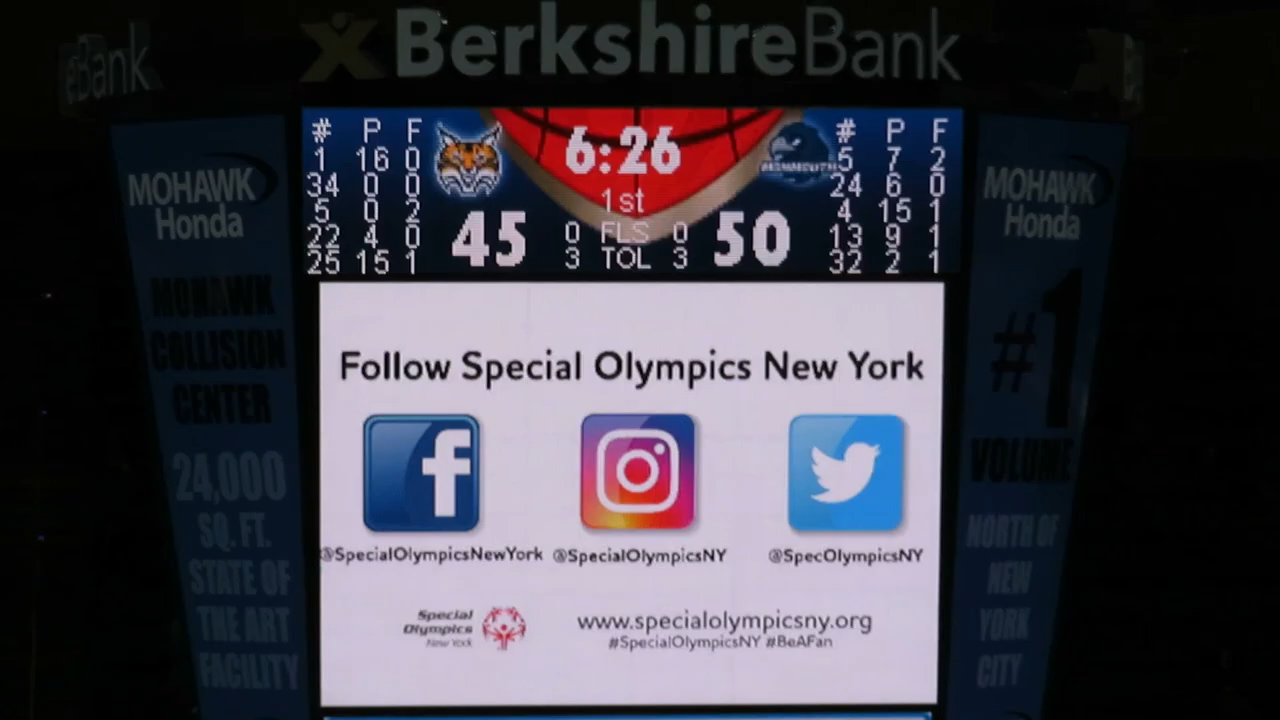 BerkshireBank
eBank
# P F
1 16 0
34 0 0
5 0 2
22 4 0
25 15 1
6:26
1st
45
0 FLS 0
3 TOL 3
50
MONMOUTH
# P F
5 7 2
24 6 0
4 15 1
13 9 1
32 2 1
MOHAWK
Honda
MOHAWK
COLLISION
CENTER
24,000
SQ. FT.
STATE OF
THE ART
FACILITY
Follow Special Olympics New York
@SpecialOlympicsNewYork @SpecialOlympicsNY @SpecOlympicsNY
Special
Olympics
New York
www.specialolympicsny.org
#SpecialOlympicsNY #BeAFan
MOHAWK
Honda
#1
VOLUME
NORTH OF
NEW
YORK
CITY